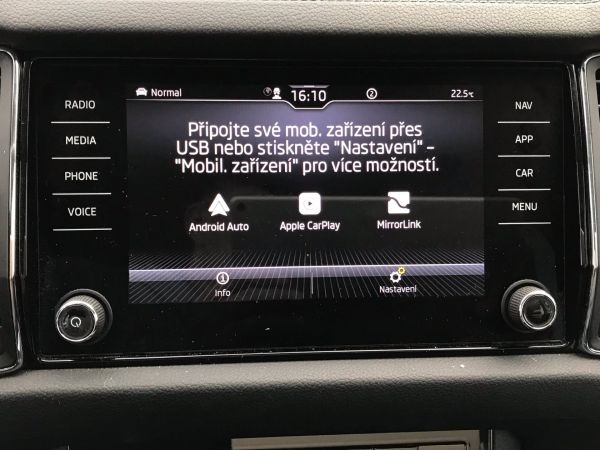 RADIO
MEDIA
PHONE
VOICE
Normal 16:10 2 22.5°C
Připojte své mob. zařízení přes
USB nebo stiskněte "Nastavení" –
"Mobil. zařízení" pro více možností.
Android Auto Apple CarPlay MirrorLink
Info Nastavení
NAV
APP
CAR
MENU